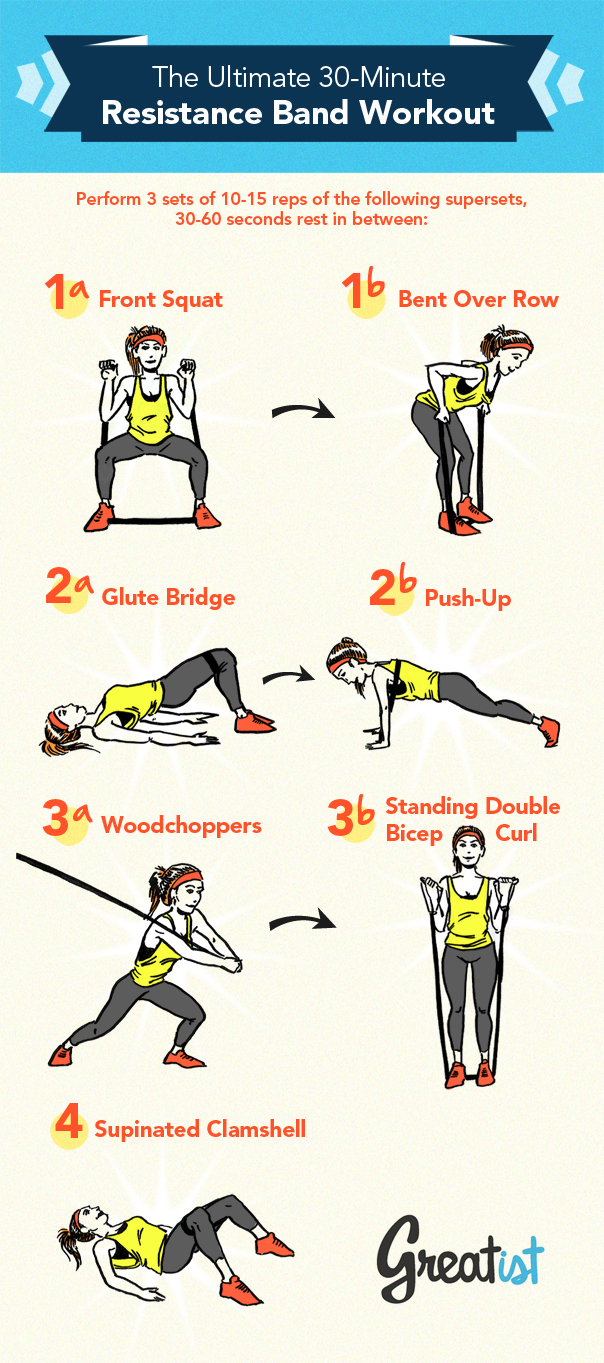 The Ultimate 30-Minute
Resistance Band Workout
Perform 3 sets of 10-15 reps of the following supersets,
30-60 seconds rest in between:
1a Front Squat
1b Bent Over Row
2a Glute Bridge
2b Push-Up
3a Woodchoppers
3b Standing Double
Bicep Curl
4 Supinated Clamshell
Greatist